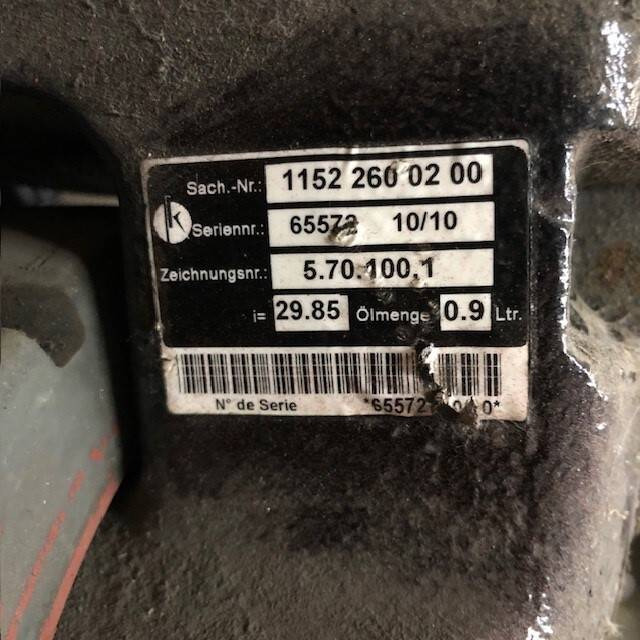 Sach.-Nr.: 1152 260 02 00
k
Seriennr.: 65572 10/10
Zeichnungsnr.: 5.70.100.1
i= 29.85 Ölmenge 0.9 Ltr.
N° de Serie